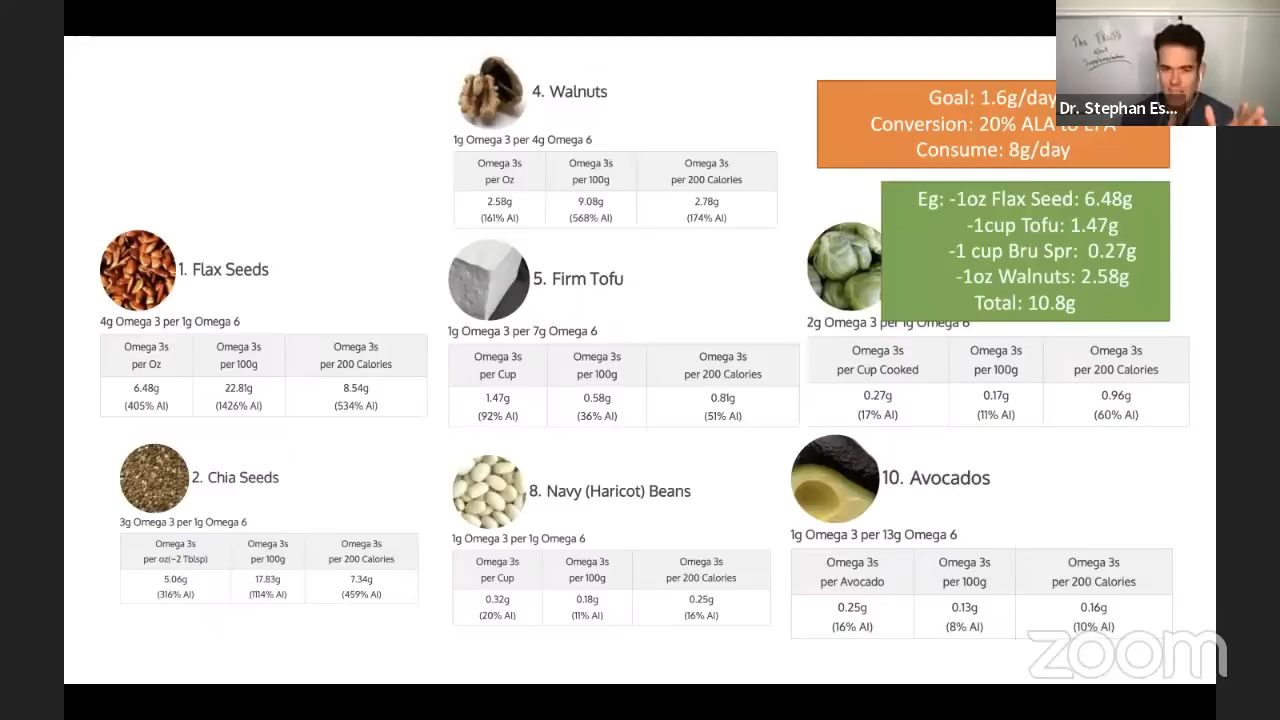 4. Walnuts
1g Omega 3 per 4g Omega 6
Omega 3s per Oz Omega 3s per 100g Omega 3s per 200 Calories
2.58g (161% AI) 9.08g (568% AI) 2.78g (174% AI)
Goal: 1.6g/day
Conversion: 20% ALA to EPA
Consume: 8g/day
Dr. Stephan Es...
The
Eg: -1oz Flax Seed: 6.48g
-1cup Tofu: 1.47g
-1 cup Bru Spr: 0.27g
-1oz Walnuts: 2.58g
Total: 10.8g
1. Flax Seeds
4g Omega 3 per 1g Omega 6
Omega 3s per Oz Omega 3s per 100g Omega 3s per 200 Calories
6.48g (405% AI) 22.81g (1426% AI) 8.54g (534% AI)
5. Firm Tofu
1g Omega 3 per 7g Omega 6
Omega 3s per Cup Omega 3s per 100g Omega 3s per 200 Calories
1.47g (92% AI) 0.58g (36% AI) 0.81g (51% AI)
2g Omega 3 per 1g Omega 6
Omega 3s per Cup Cooked Omega 3s per 100g Omega 3s per 200 Calories
0.27g (17% AI) 0.17g (11% AI) 0.96g (60% AI)
2. Chia Seeds
3g Omega 3 per 1g Omega 6
Omega 3s per oz(~2 Tblsp) Omega 3s per 100g Omega 3s per 200 Calories
5.06g (316% AI) 17.83g (1114% AI) 7.34g (459% AI)
8. Navy (Haricot) Beans
1g Omega 3 per 1g Omega 6
Omega 3s per Cup Omega 3s per 100g Omega 3s per 200 Calories
0.32g (20% AI) 0.18g (11% AI) 0.25g (16% AI)
10. Avocados
1g Omega 3 per 13g Omega 6
Omega 3s per Avocado Omega 3s per 100g Omega 3s per 200 Calories
0.25g (16% AI) 0.13g (8% AI) 0.16g (10% AI)
zoom